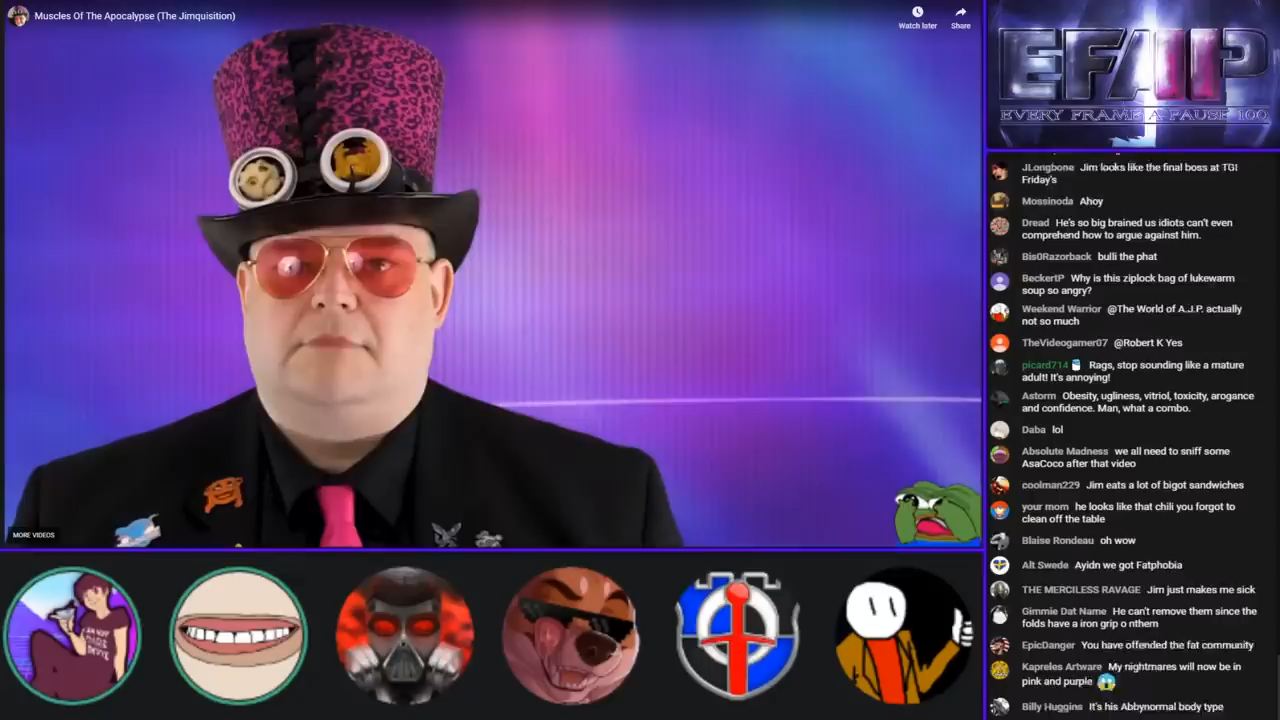 Muscles Of The Apocalypse (The Jimquisition)
Watch later
Share
MORE VIDEOS
EFAP
EVERY FRAME A PAUSE 100
JLongbone Jim looks like the final boss at TGI
Friday's
Mossinoda Ahoy
Dread He's so big brained us idiots can't even
comprehend how to argue against him.
Bis0Razorback bulli the phat
BeckertP Why is this ziplock bag of lukewarm
soup so angry?
Weekend Warrior @The World of A.J.P. actually
not so much
TheVideogamer07 @Robert K Yes
picard714 Rags, stop sounding like a mature
adult! It's annoying!
Astorm Obesity, ugliness, vitriol, toxicity, arogance
and confidence. Man, what a combo.
Daba lol
Absolute Madness we all need to sniff some
AsaCoco after that video
coolman229 Jim eats a lot of bigot sandwiches
your mom he looks like that chili you forgot to
clean off the table
Blaise Rondeau oh wow
Alt Swede Ayidn we got Fatphobia
THE MERCILESS RAVAGE Jim just makes me sick
Gimmie Dat Name He can't remove them since the
folds have a iron grip o nthem
EpicDanger You have offended the fat community
Kapreles Artware My nightmares will now be in
pink and purple
Billy Huggins It's his Abbynormal body type